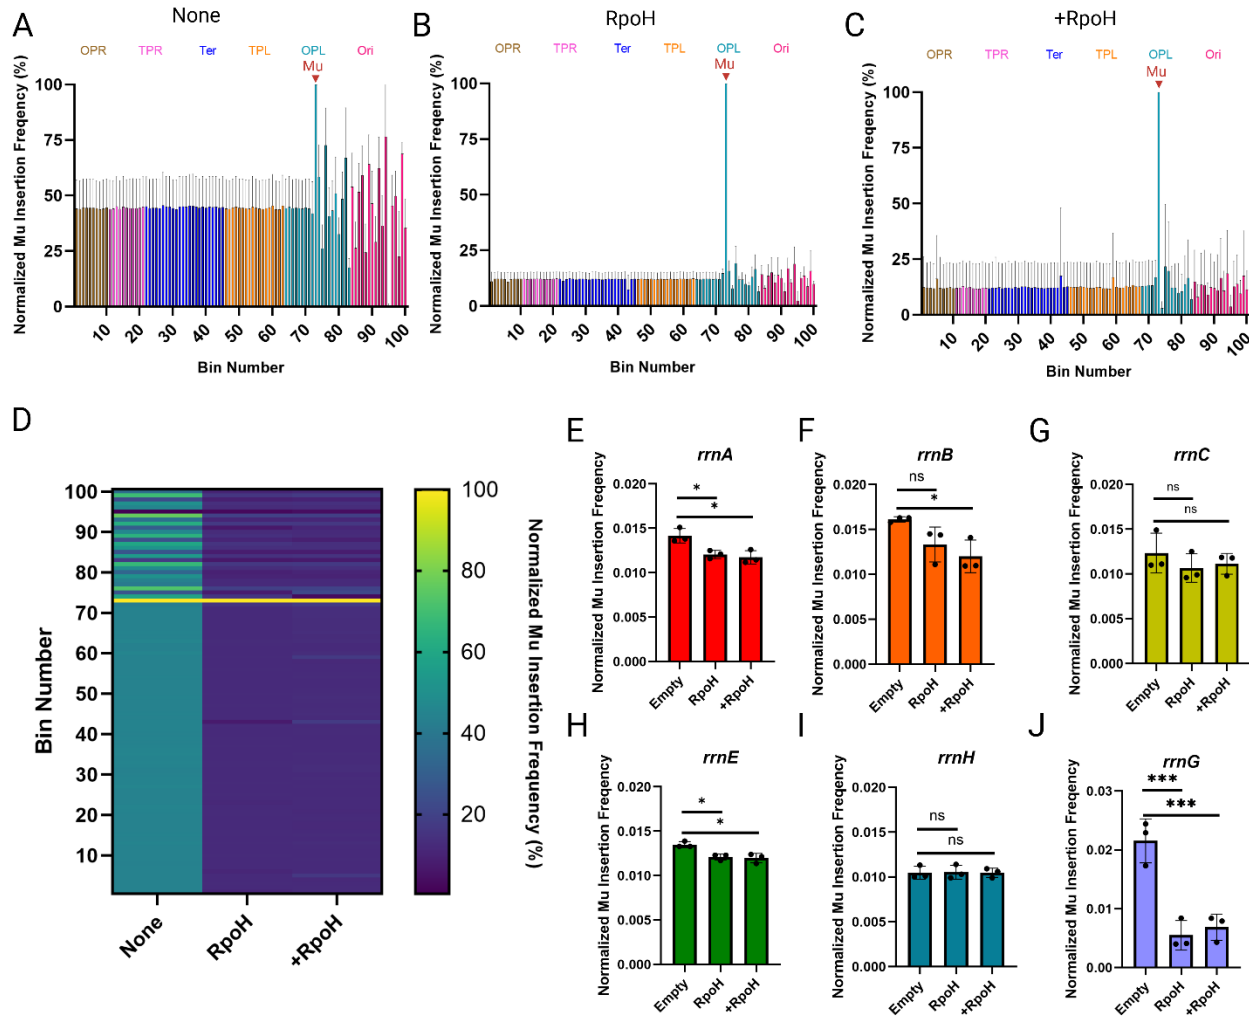 A
None
OPR TPR Ter TPL OPL Ori
Mu
Normalized Mu Insertion Freqency (%)
100
75
50
25
0
10 20 30 40 50 60 70 80 90 100
Bin Number
B
RpoH
OPR TPR Ter TPL OPL Ori
Mu
Normalized Mu Insertion Freqency (%)
100
75
50
25
0
10 20 30 40 50 60 70 80 90 100
Bin Number
C
+RpoH
OPR TPR Ter TPL OPL Ori
Mu
Normalized Mu Insertion Freqency (%)
100
75
50
25
0
10 20 30 40 50 60 70 80 90 100
Bin Number
D
Bin Number
100
90
80
70
60
50
40
30
20
10
None RpoH +RpoH
100
80
60
40
20
Normalized Mu Insertion Frequency (%)
E
rrnA
Normalized Mu Insertion Freqency
0.020
0.015
0.010
0.005
0.000
*
*
Empty RpoH +RpoH
F
rrnB
Normalized Mu Insertion Freqency
0.020
0.015
0.010
0.005
0.000
ns
*
Empty RpoH +RpoH
G
rrnC
Normalized Mu Insertion Freqency
0.020
0.015
0.010
0.005
0.000
ns
ns
Empty RpoH +RpoH
H
rrnE
Normalized Mu Insertion Freqency
0.020
0.015
0.010
0.005
0.000
*
*
Empty RpoH +RpoH
I
rrnH
Normalized Mu Insertion Freqency
0.020
0.015
0.010
0.005
0.000
ns
ns
Empty RpoH +RpoH
J
rrnG
Normalized Mu Insertion Freqency
0.03
0.02
0.01
0.00
***
***
Empty RpoH +RpoH